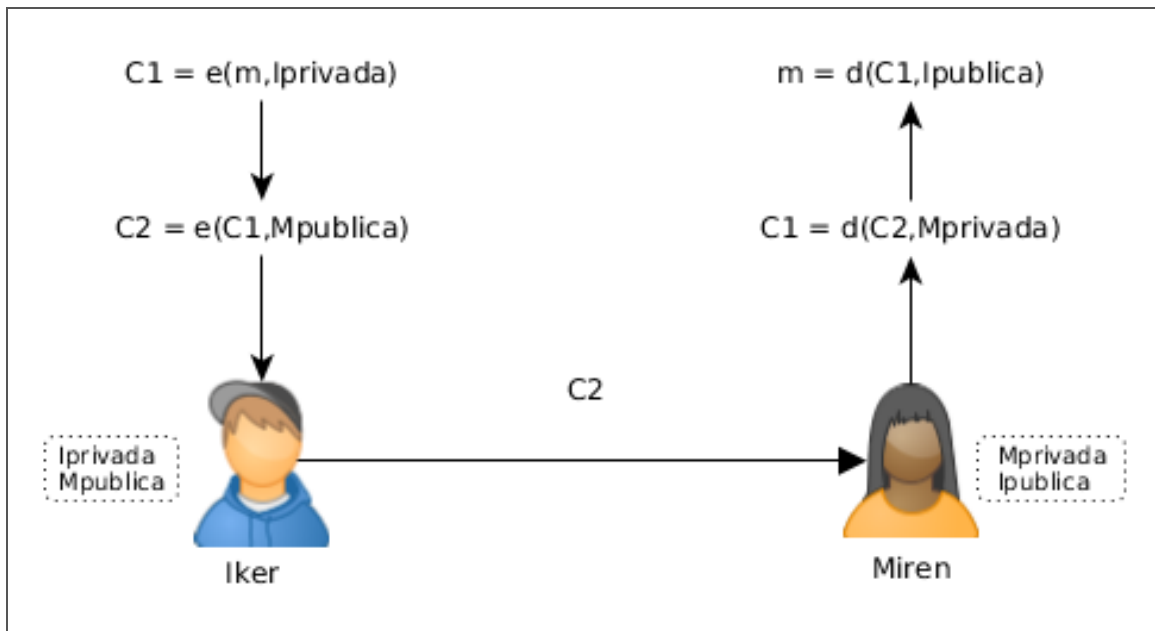 C1 = e(m,Iprivada)
m = d(C1,Ipublica)
C2 = e(C1,Mpublica)
C1 = d(C2,Mprivada)
C2
Iprivada
Mpublica
Mprivada
Ipublica
Iker
Miren